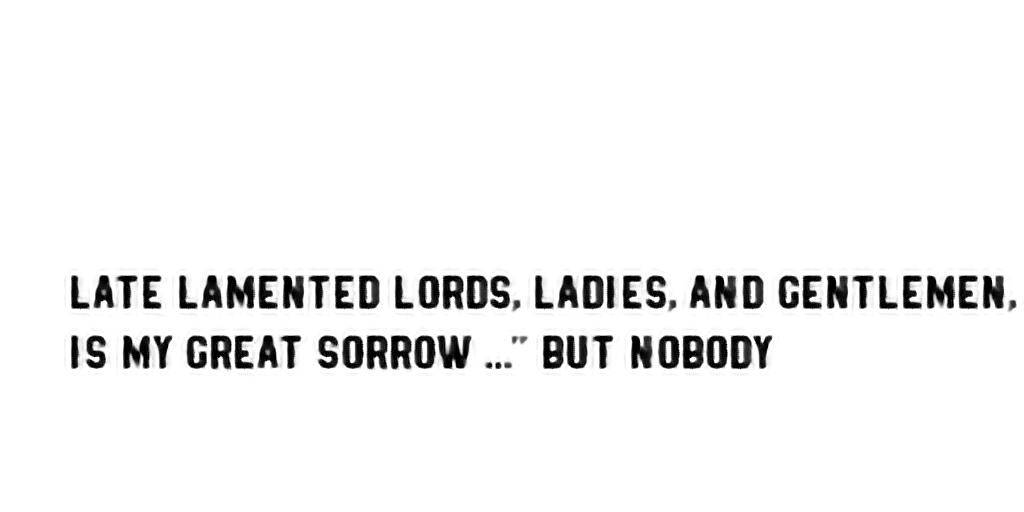 LATE LAMENTED LORDS, LADIES, AND GENTLEMEN,
IS MY GREAT SORROW ..." BUT NOBODY